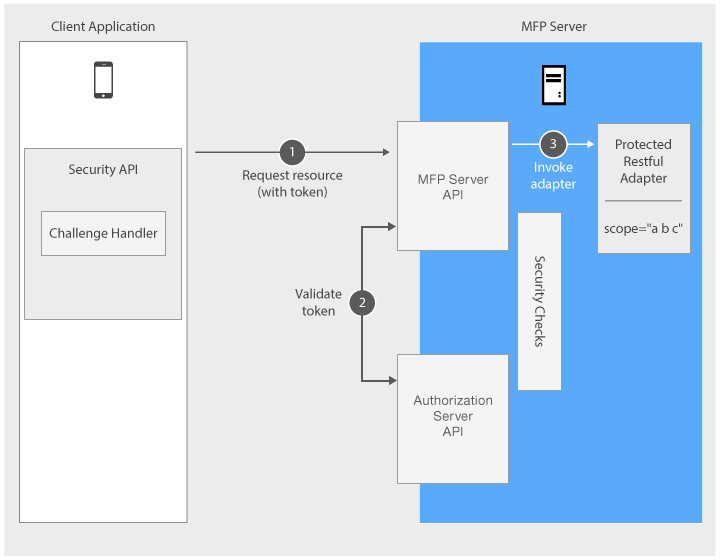 Client Application
MFP Server
Security API
Challenge Handler
1
Request resource
(with token)
2
Validate
token
MFP Server
API
3
Invoke
adapter
Protected
Restful
Adapter
scope="a b c"
Security Checks
Authorization
Server
API